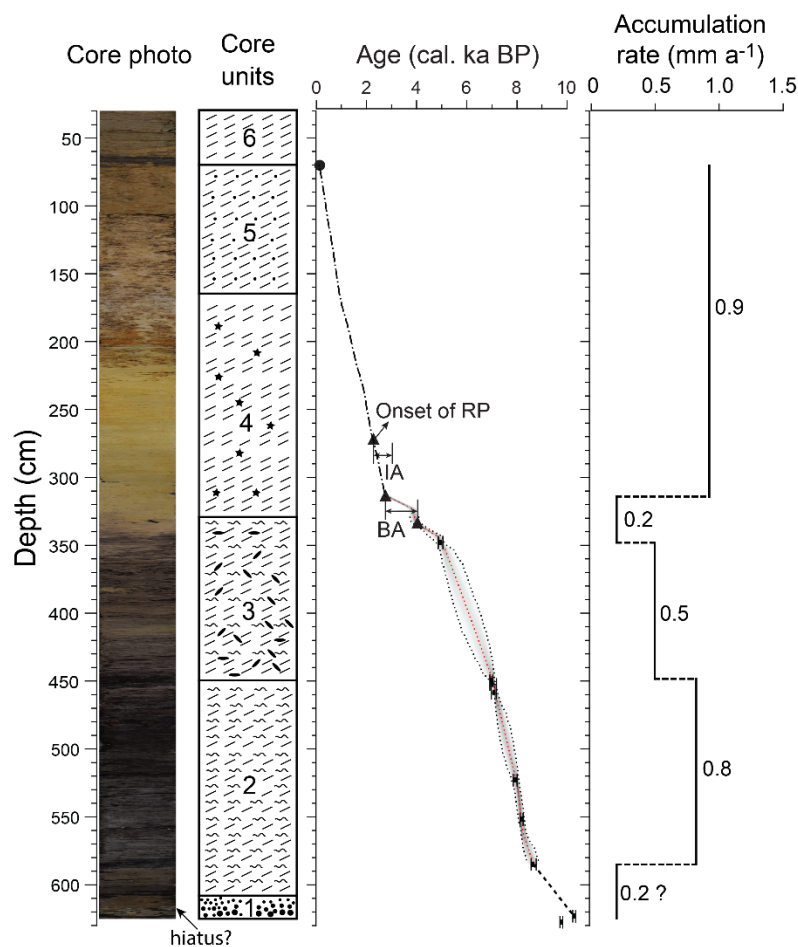 Core photo
Core
units
Age (cal. ka BP)
Accumulation
rate (mm a-1)
0 2 4 6 8 10
0 0.5 1.0 1.5
Depth (cm)
50
100
150
200
250
300
350
400
450
500
550
600
6
5
4
3
2
1
Onset of RP
IA
BA
0.9
0.2
0.5
0.8
0.2 ?
hiatus?